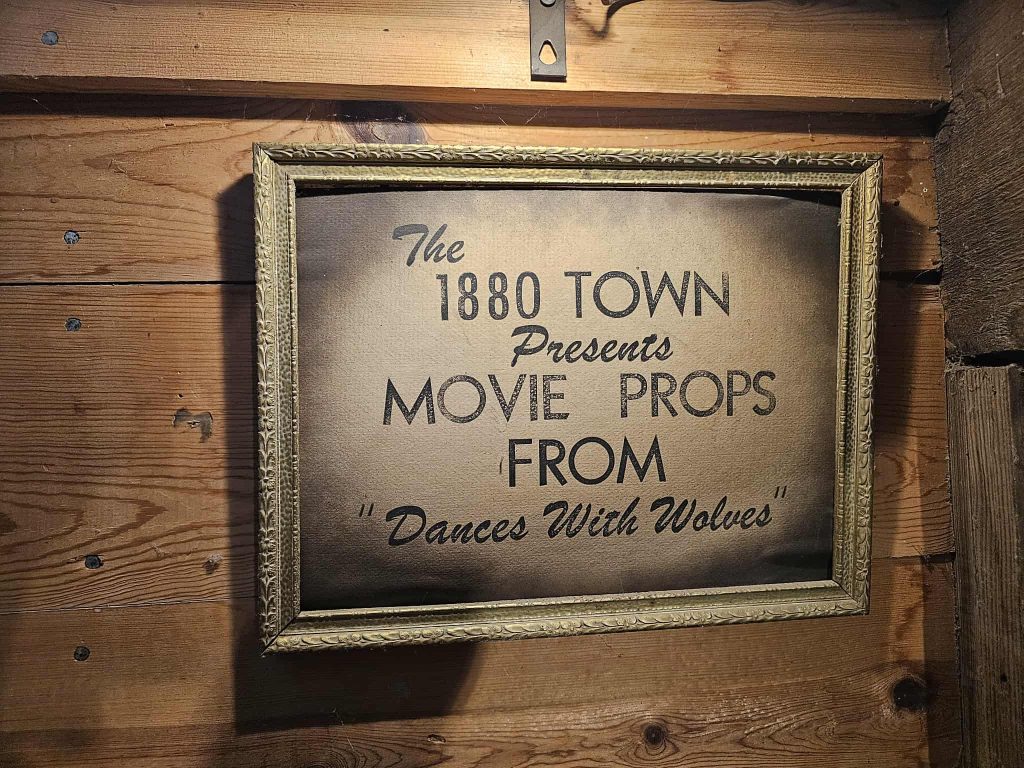 The
1880 TOWN
Presents
MOVIE PROPS
FROM
"Dances With Wolves"